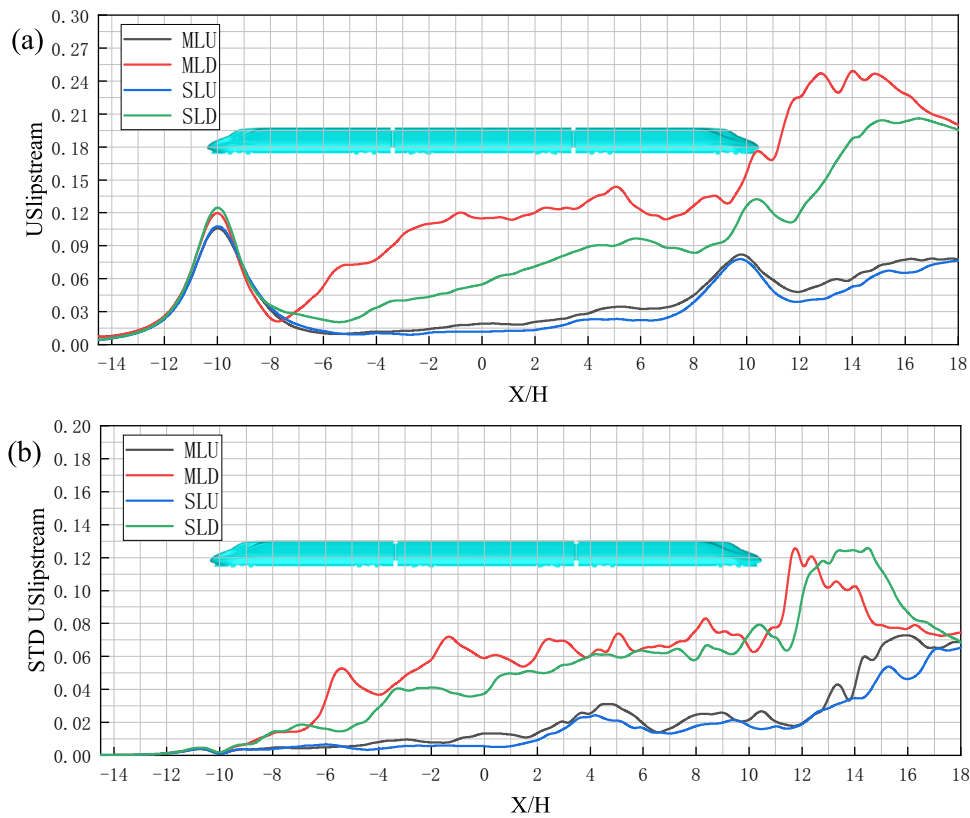 (a)
USlipstream
0.30
0.27
0.24
0.21
0.18
0.15
0.12
0.09
0.06
0.03
0.00
MLU
MLD
SLU
SLD
-14 -12 -10 -8 -6 -4 -2 0 2 4 6 8 10 12 14 16 18
X/H
(b)
STD USlipstream
0.20
0.18
0.16
0.14
0.12
0.10
0.08
0.06
0.04
0.02
0.00
MLU
MLD
SLU
SLD
-14 -12 -10 -8 -6 -4 -2 0 2 4 6 8 10 12 14 16 18
X/H